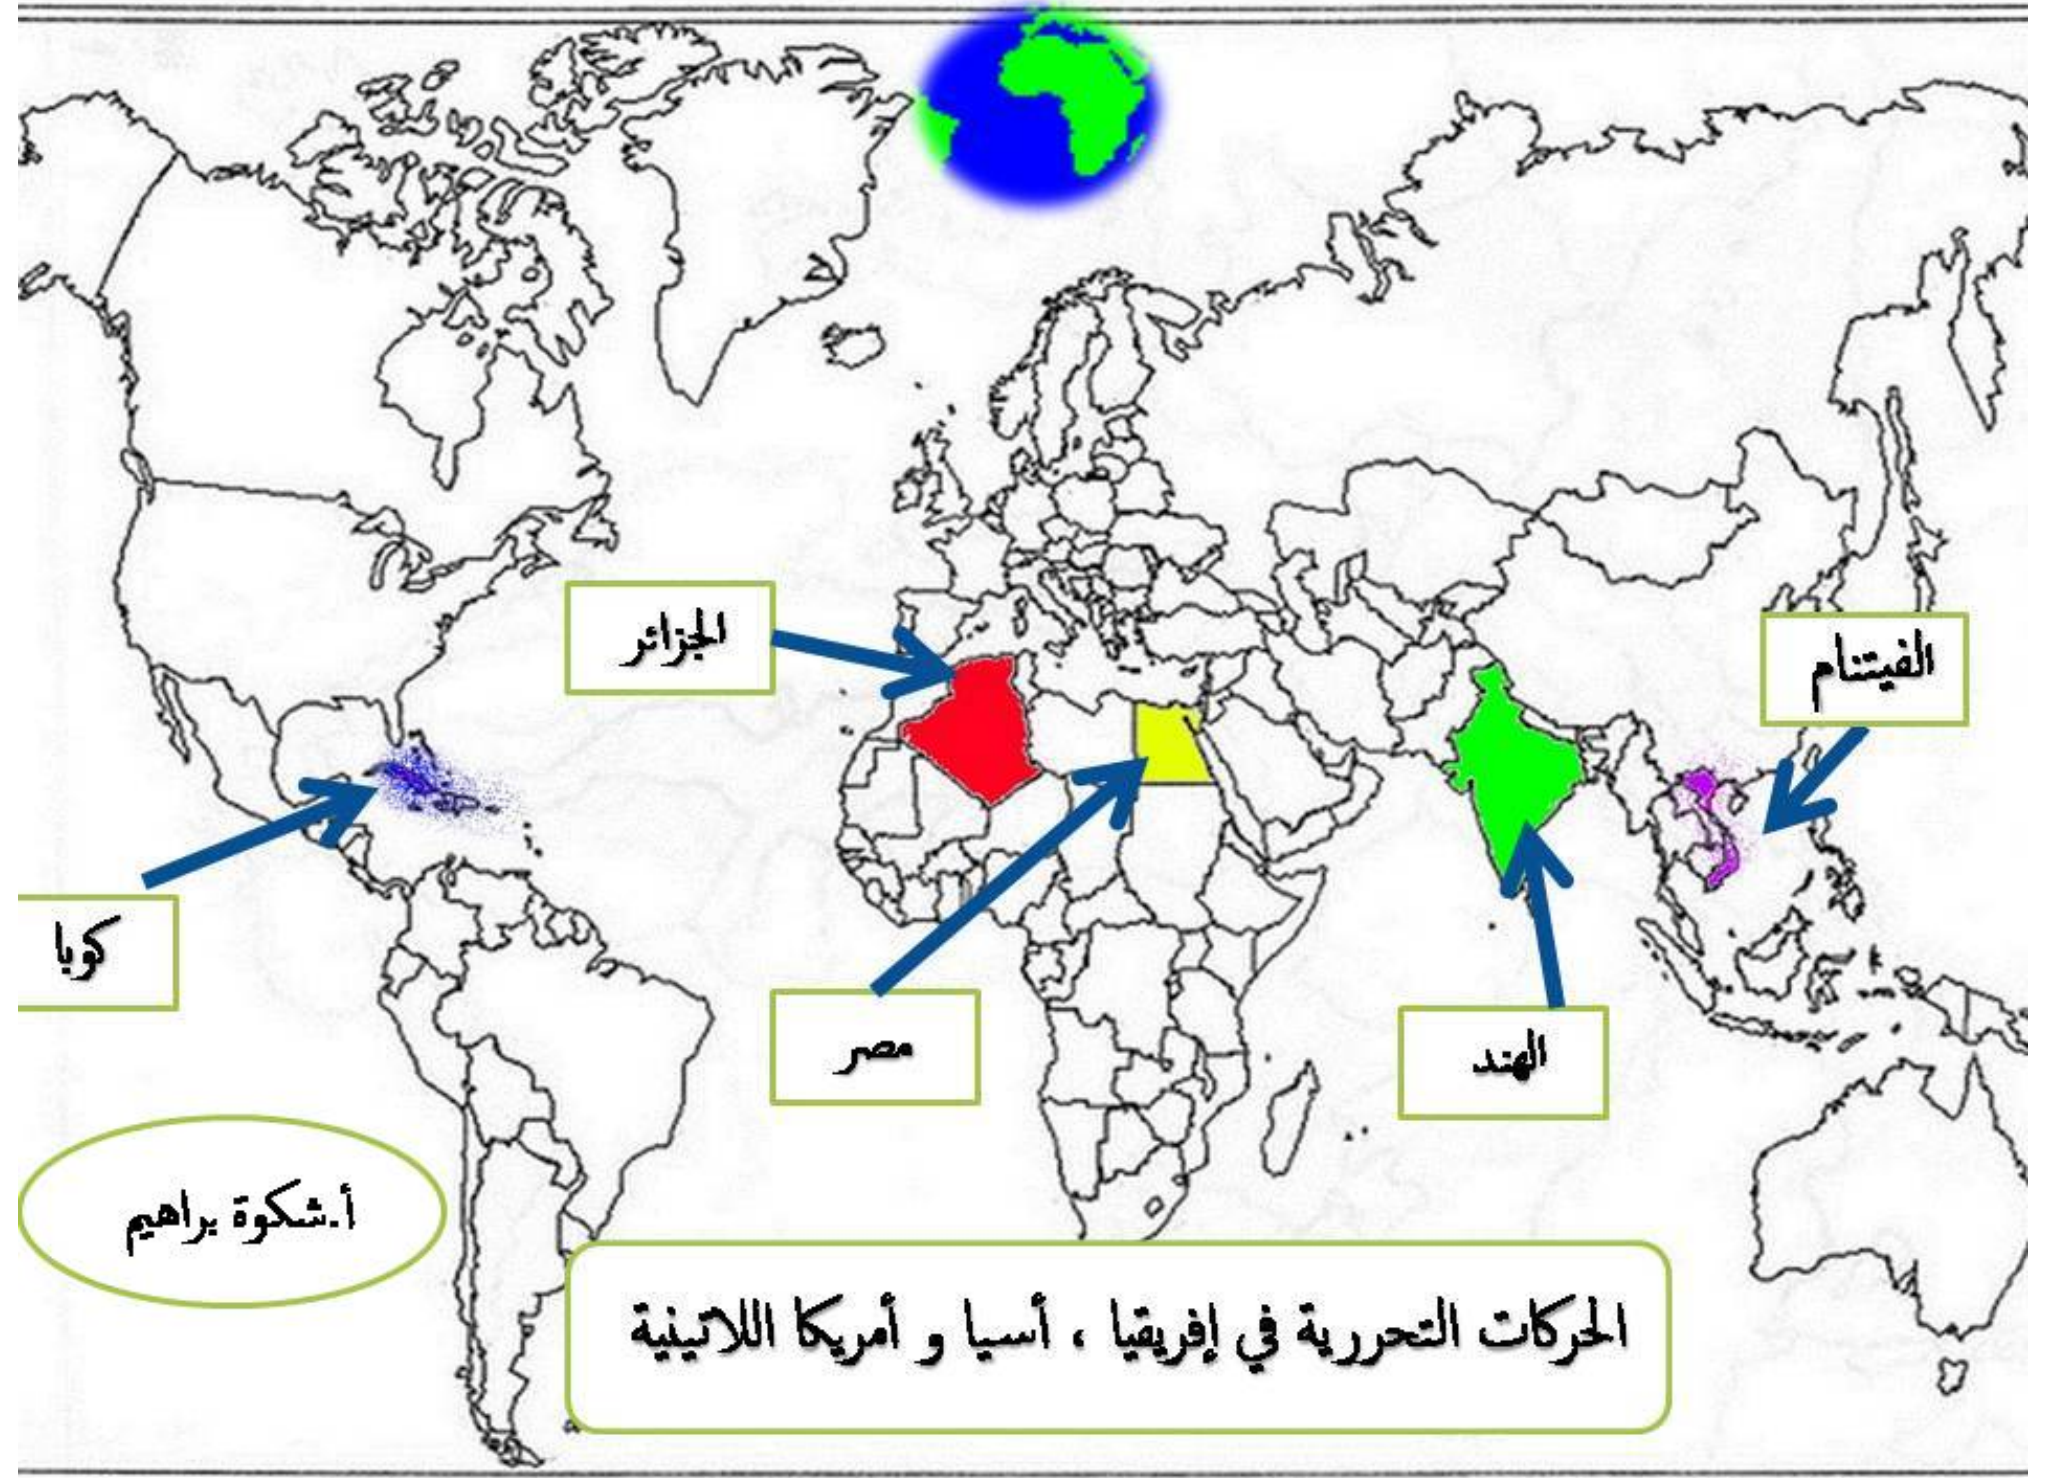 الجزائر
الفيتنام
كوبا
مصر
الهند
أ.شكوة براهيم
الحركات التحررية في إفريقيا ، أسيا و أمريكا اللاتينية